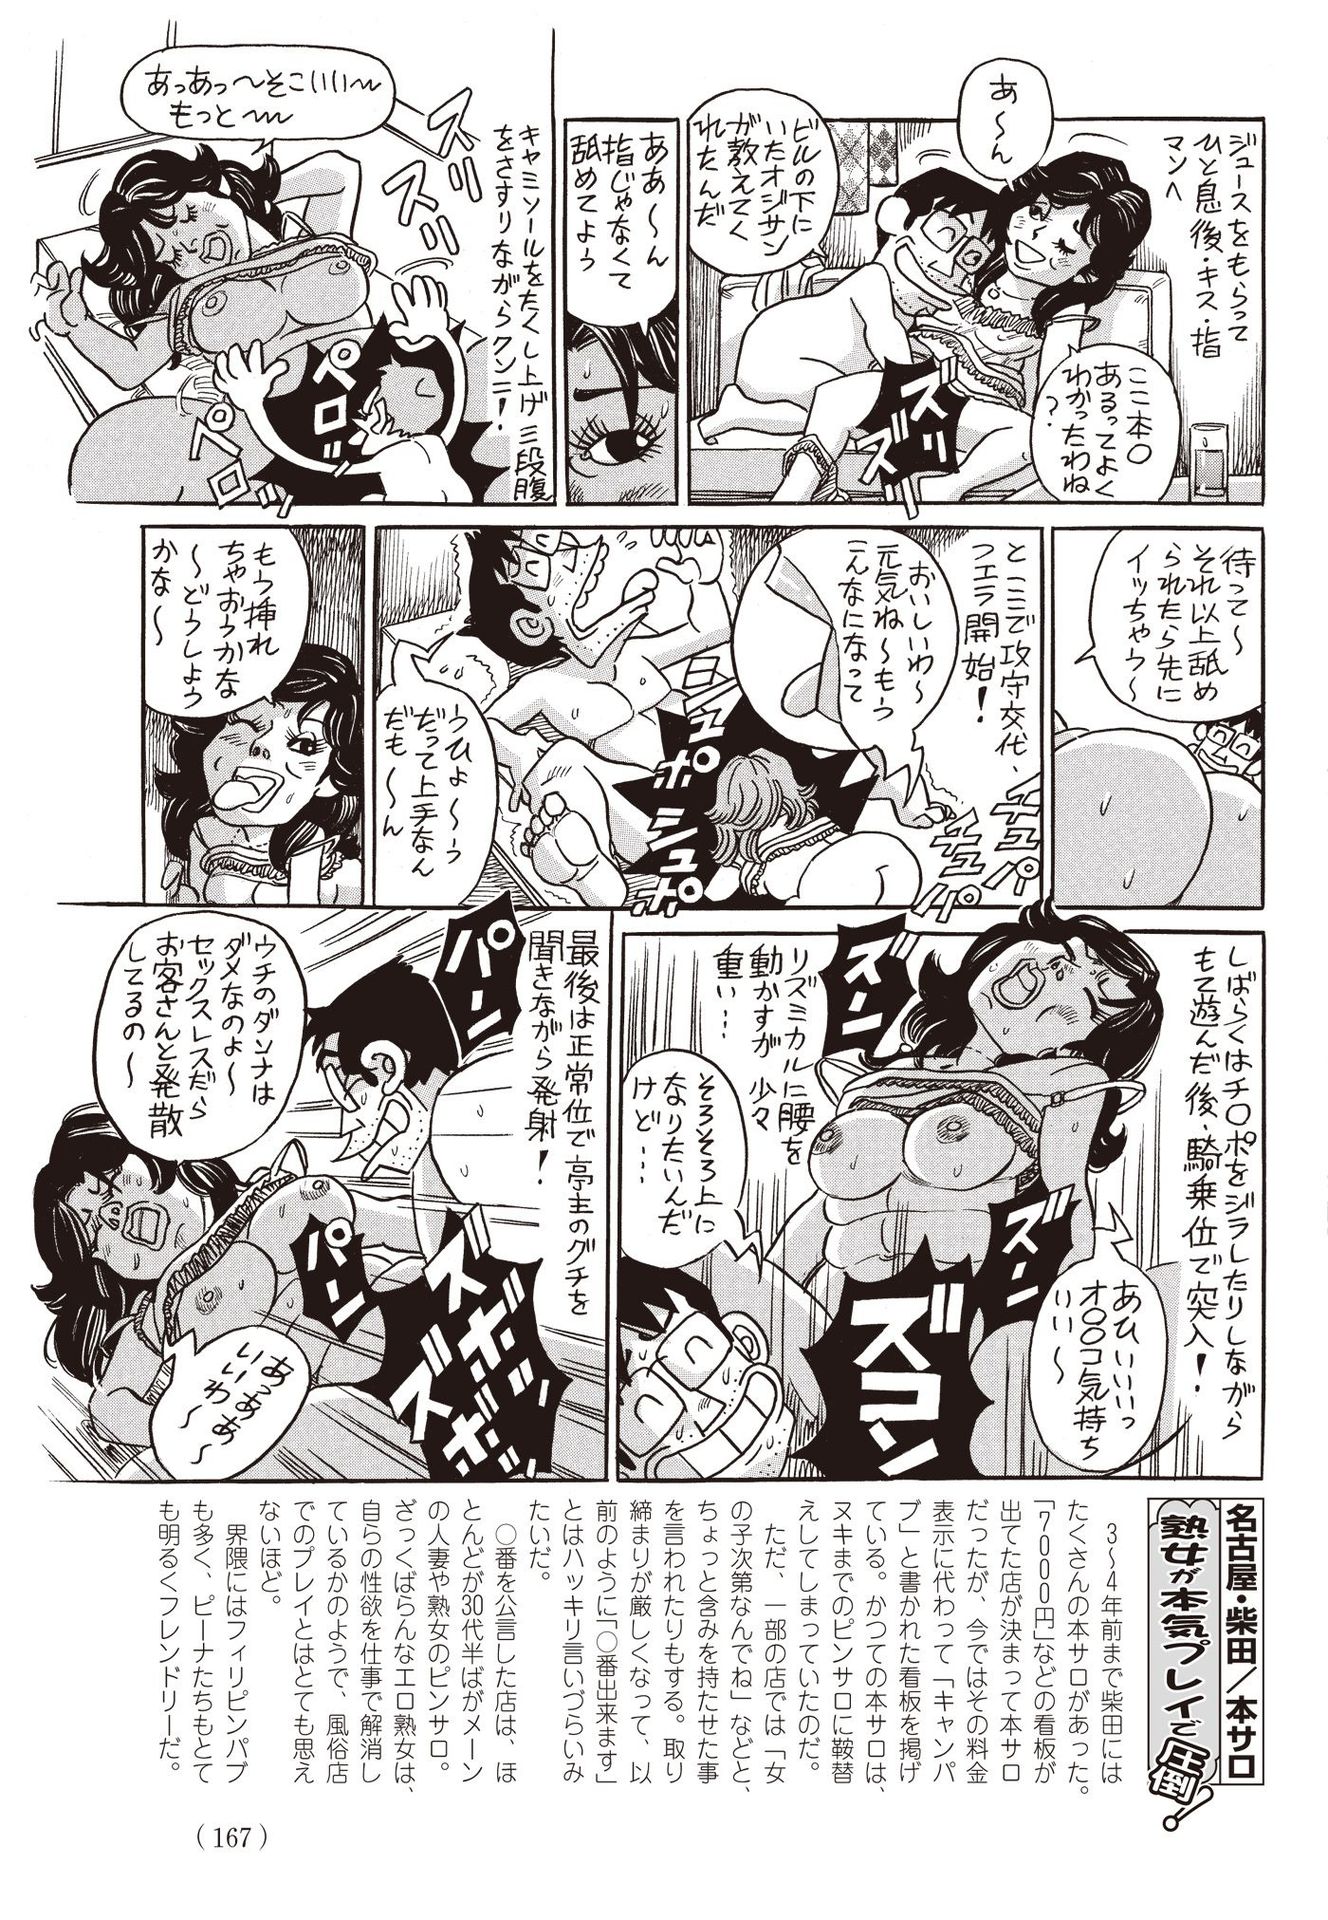 ジュースをもらって
ひと息後・キス・指
マンへ
あ〜ん
ここ本〇
あるってよく
わかったわね
?
ビルの下に
いたオジサン
が教えてく
れたんだ
ズリ
ズ
ああ〜ん
指じゃなくて
舐めてよぅ
キャミソールをたくし上げ三段腹
をさすりながらクンニ!
あっあっ〜そこいい〜
もっと〜
ズズ
ペロッ
ペロッ
待って〜
それ以上舐め
られたら先に
イッちゃう〜
とここで攻守交代、
フェラ開始!
おいしいわ〜
元気ね〜もう
こんなになって
チュパ
チュパ
チュポ
シュポ
うひょ〜ぅ
だって上手なん
だも〜ん
もう挿れ
ちゃおうかな
〜どうしよう
かな〜
しばらくはチ〇ポをジラしたりしながら
もて遊んだ後、騎乗位で突入!
ズン
リズミカルに腰を
動かすが少々
重い…
そろそろ上に
なりたいんだ
けど…
ズン
あひいいいっ
オ〇〇コ気持ち
いい〜
ズコン
最後は正常位で亭主のグチを
聞きながら発射!
パン
ウチのダンナは
ダメなのよ〜
セックスレスだから
お客さんと発散
してるの〜
パン
ズボ
ズボ
ズズ
あっああ
いいわ〜
名古屋・柴田/本サロ
熟女が本気プレイで圧倒!
3〜4年前まで柴田には
たくさんの本サロがあった。
「7000円」などの看板が
出てた店が決まって本サロ
だったが、今ではその料金
表示に代わって「キャンパ
ブ」と書かれた看板を掲げ
ている。かつての本サロは、
ヌキまでのピンサロに鞍替
えしてしまっていたのだ。
ただ、一部の店では「女
の子次第なんでね」などと、
ちょっと含みを持たせた事
を言われたりもする。取り
締まりが厳しくなって、以
前のように「〇番出来ます」
とはハッキリ言いづらいみ
たいだ。
〇番を公言した店は、ほ
とんどが30代半ばがメーン
の人妻や熟女のピンサロ。
ざっくばらんなエロ熟女は、
自らの性欲を仕事で解消し
ているかのようで、風俗店
でのプレイとはとても思え
ないほど。
界隈にはフィリピンパブ
も多く、ピーナたちもとて
も明るくフレンドリーだ。
(167)